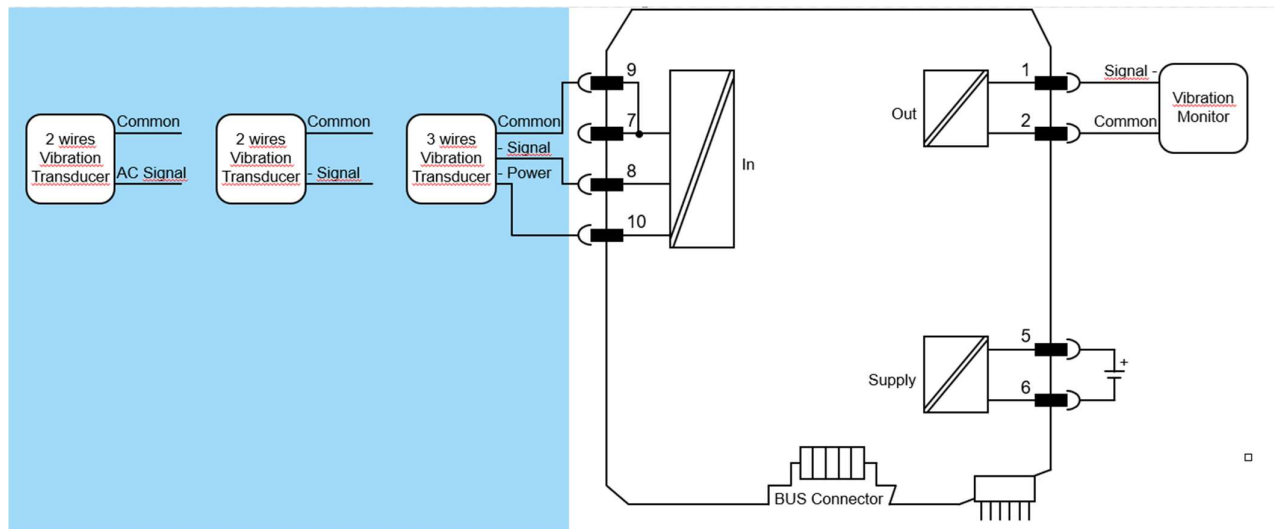 2 wires
Vibration
Transducer
Common
AC Signal
2 wires
Vibration
Transducer
Common
- Signal
3 wires
Vibration
Transducer
Common
- Signal
- Power
9
7
8
10
In
Out
1
2
Signal -
Common
Vibration
Monitor
Supply
5
6
+
BUS Connector